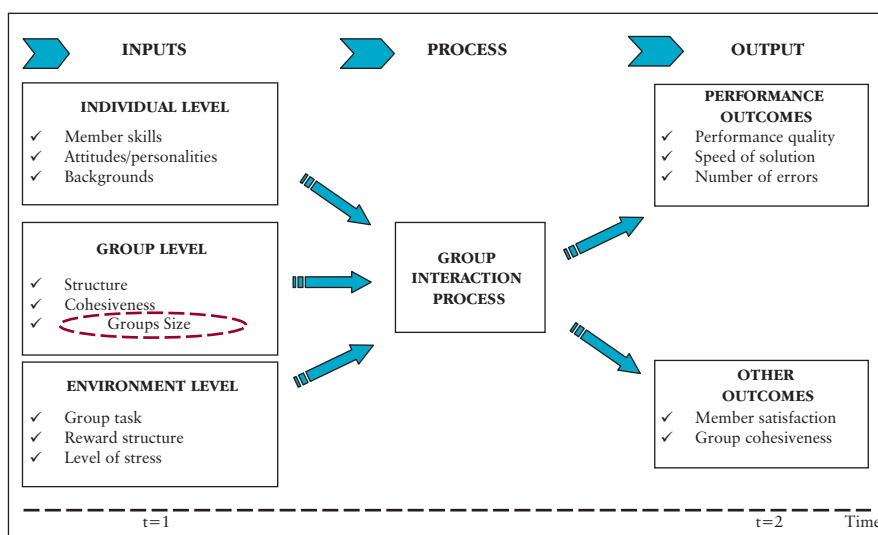 INPUTS
PROCESS
OUTPUT
INDIVIDUAL LEVEL
✓ Member skills
✓ Attitudes/personalities
✓ Backgrounds
GROUP LEVEL
✓ Structure
✓ Cohesiveness
✓ Groups Size
ENVIRONMENT LEVEL
✓ Group task
✓ Reward structure
✓ Level of stress
GROUP
INTERACTION
PROCESS
PERFORMANCE
OUTCOMES
✓ Performance quality
✓ Speed of solution
✓ Number of errors
OTHER
OUTCOMES
✓ Member satisfaction
✓ Group cohesiveness
t=1
t=2
Time